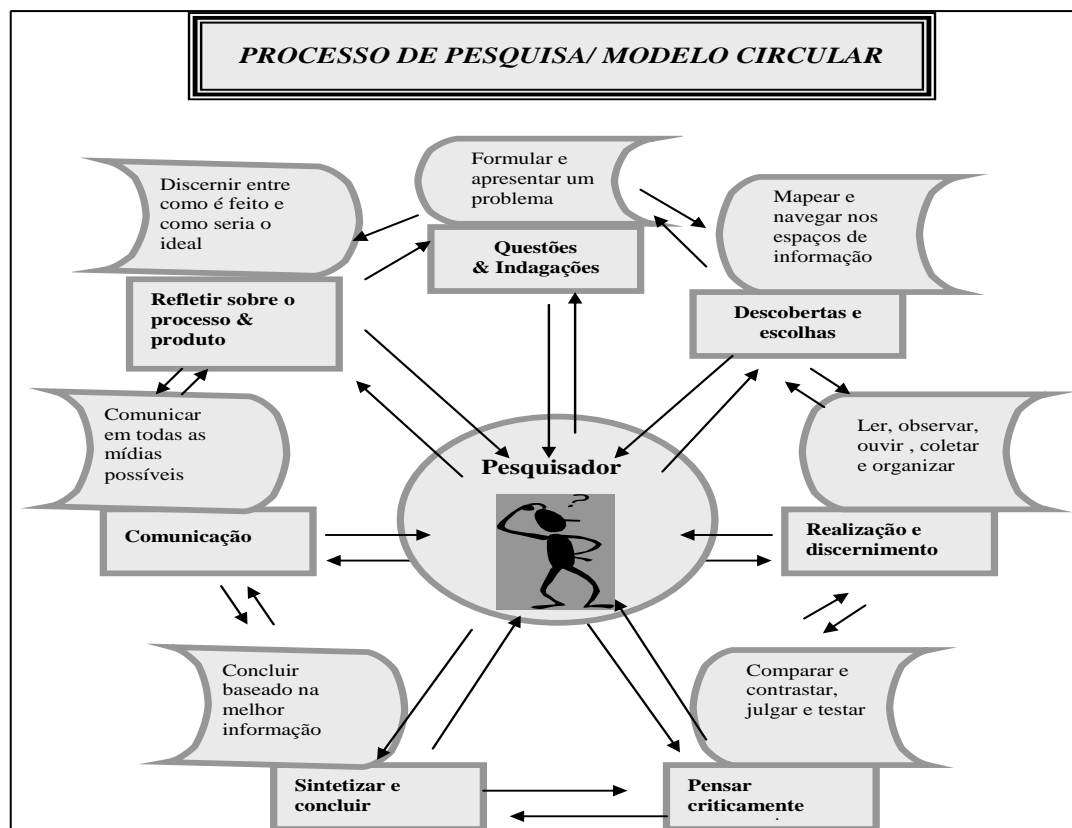 PROCESSO DE PESQUISA/ MODELO CIRCULAR
Formular e
apresentar um
problema
Questões
& Indagações
Mapear e
navegar nos
espaços de
informação
Descobertas e
escolhas
Ler, observar,
ouvir , coletar
e organizar
Realização e
discernimento
Comparar e
contrastar,
julgar e testar
Pensar
criticamente
Concluir
baseado na
melhor
informação
Sintetizar e
concluir
Comunicar
em todas as
mídias
possíveis
Comunicação
Discernir entre
como é feito e
como seria o
ideal
Refletir sobre o
processo &
produto
Pesquisador
?